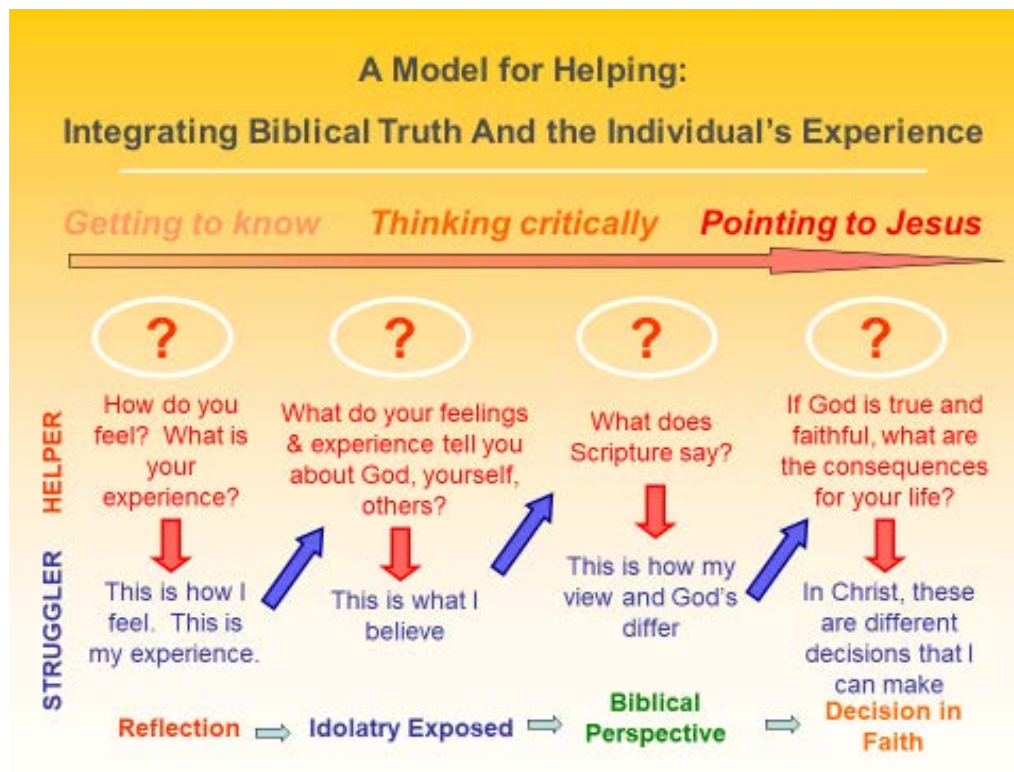 A Model for Helping:
Integrating Biblical Truth And the Individual's Experience
Getting to know
Thinking critically
Pointing to Jesus
?
?
?
?
HELPER
How do you
feel? What is
your
experience?
What do your feelings
& experience tell you
about God, yourself,
others?
What does
Scripture say?
If God is true and
faithful, what are
the consequences
for your life?
STRUGGLER
This is how I
feel. This is
my experience.
This is what I
believe
This is how my
view and God's
differ
In Christ, these
are different
decisions that I
can make
Reflection
Idolatry Exposed
Biblical
Perspective
Decision in
Faith